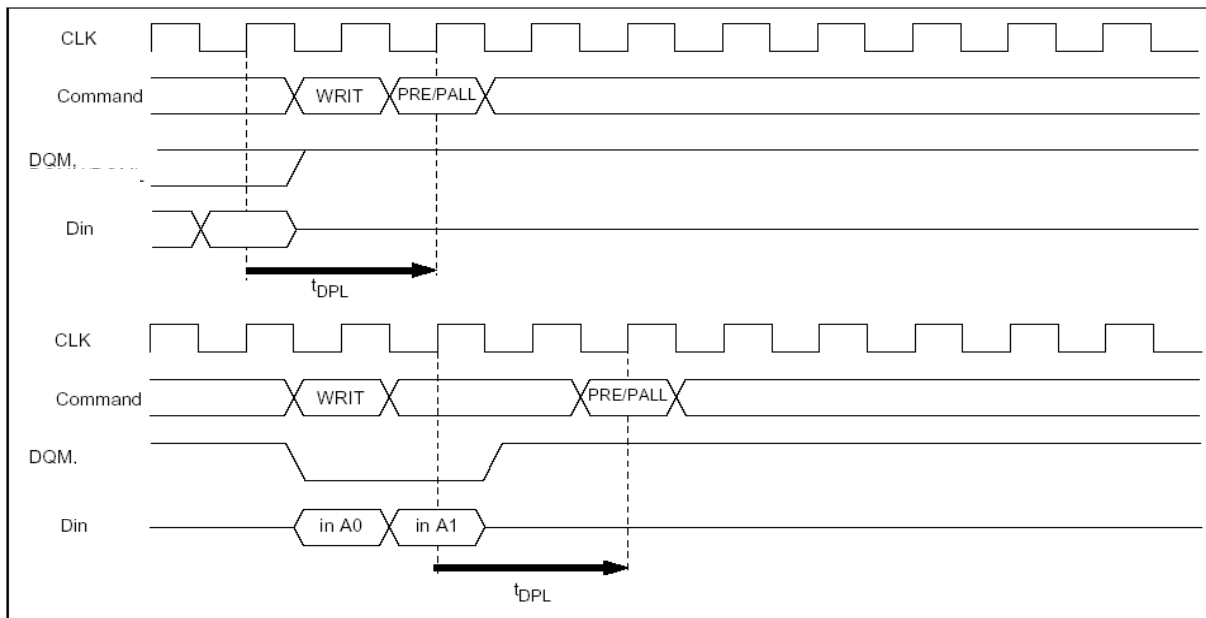 CLK
Command WRIT PRE/PALL
DQM,
Din
tDPL
CLK
Command WRIT PRE/PALL
DQM.
Din in A0 in A1
tDPL